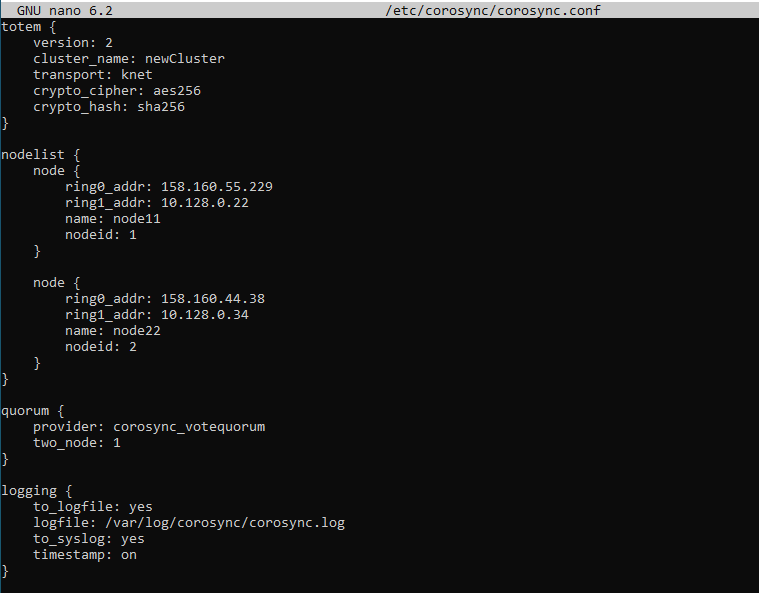 GNU nano 6.2 /etc/corosync/corosync.conf
totem {
    version: 2
    cluster_name: newCluster
    transport: knet
    crypto_cipher: aes256
    crypto_hash: sha256
}

nodelist {
    node {
        ring0_addr: 158.160.55.229
        ring1_addr: 10.128.0.22
        name: node11
        nodeid: 1
    }

    node {
        ring0_addr: 158.160.44.38
        ring1_addr: 10.128.0.34
        name: node22
        nodeid: 2
    }
}

quorum {
    provider: corosync_votequorum
    two_node: 1
}

logging {
    to_logfile: yes
    logfile: /var/log/corosync/corosync.log
    to_syslog: yes
    timestamp: on
}